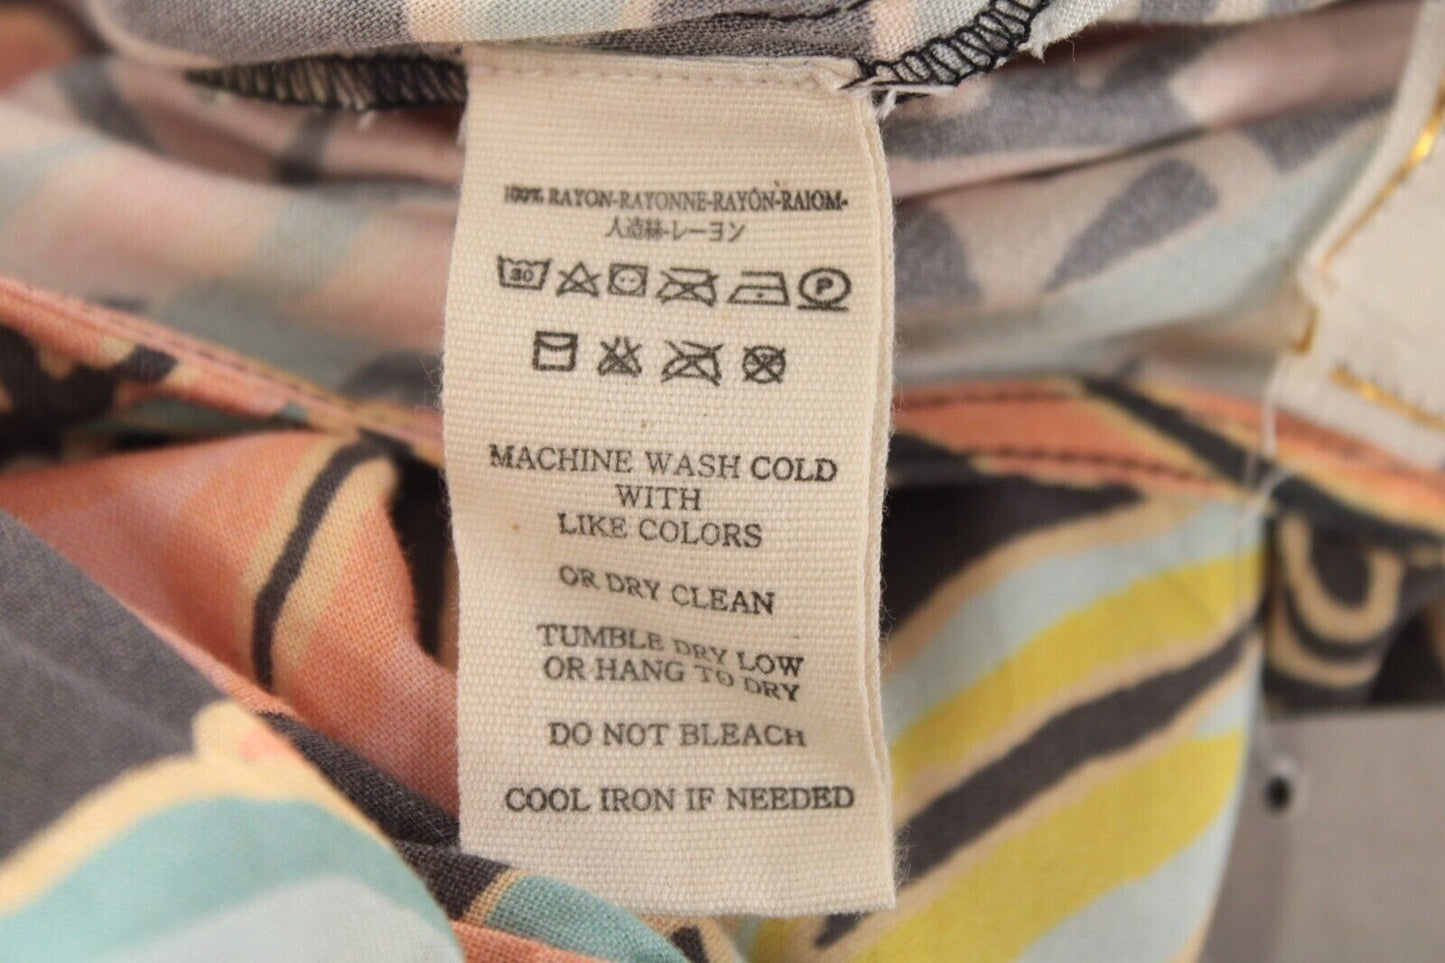 100% RAYON-RAYONNE-RAYÓN-RAIOM-
人造絲-レーヨン
30 P
MACHINE WASH COLD
WITH
LIKE COLORS
OR DRY CLEAN
TUMBLE DRY LOW
OR HANG TO DRY
DO NOT BLEACH
COOL IRON IF NEEDED